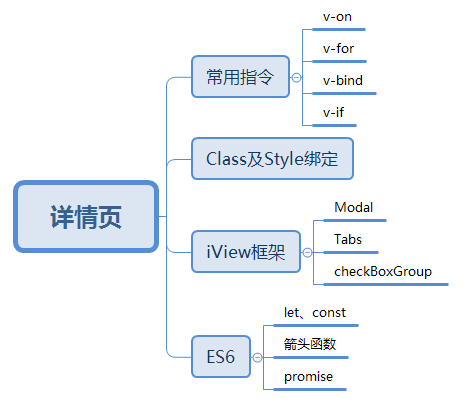 详情页
常用指令
v-on
v-for
v-bind
v-if
Class及Style绑定
iView框架
Modal
Tabs
checkBoxGroup
ES6
let、const
箭头函数
promise